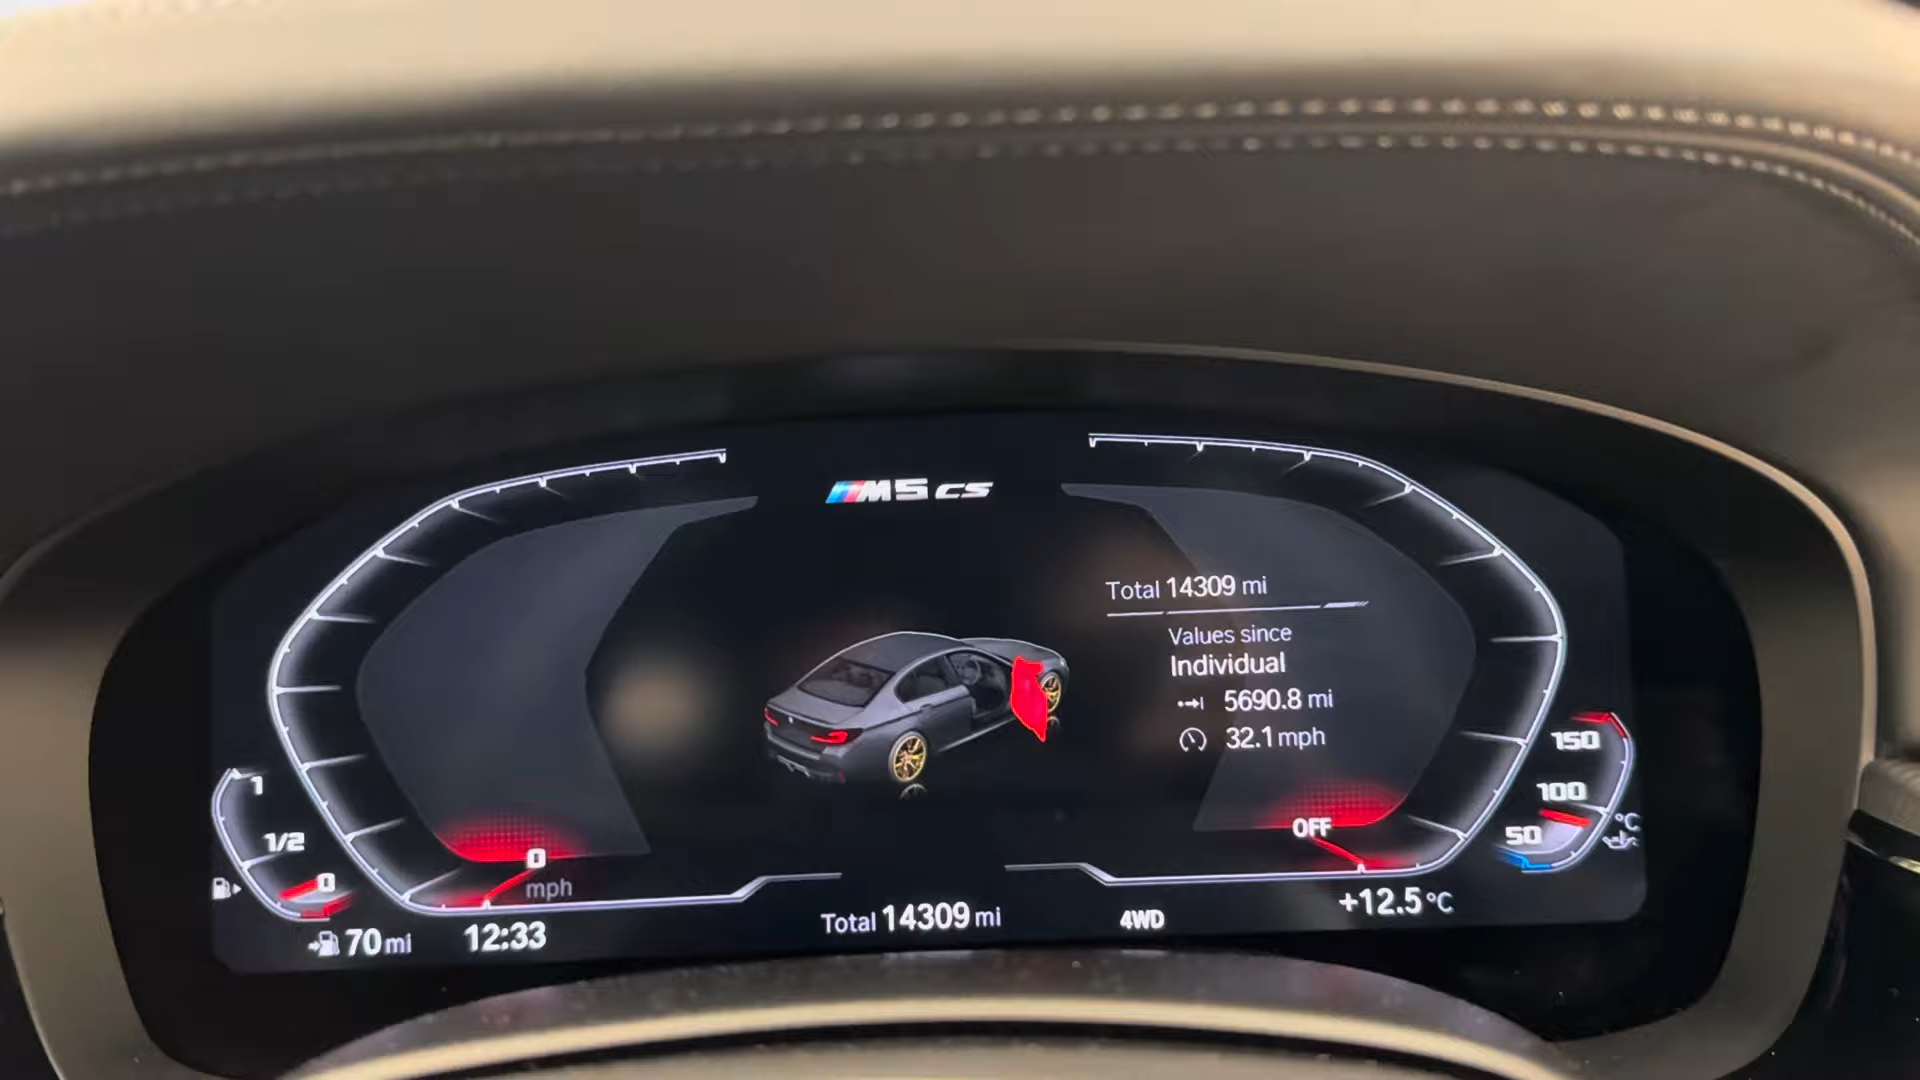 M5 CS
Total 14309 mi
Values since
Individual
5690.8 mi
32.1 mph
1
1/2
0
0
mph
OFF
150
100
50
°C
70 mi
12:33
Total 14309 mi
4WD
+12.5°C